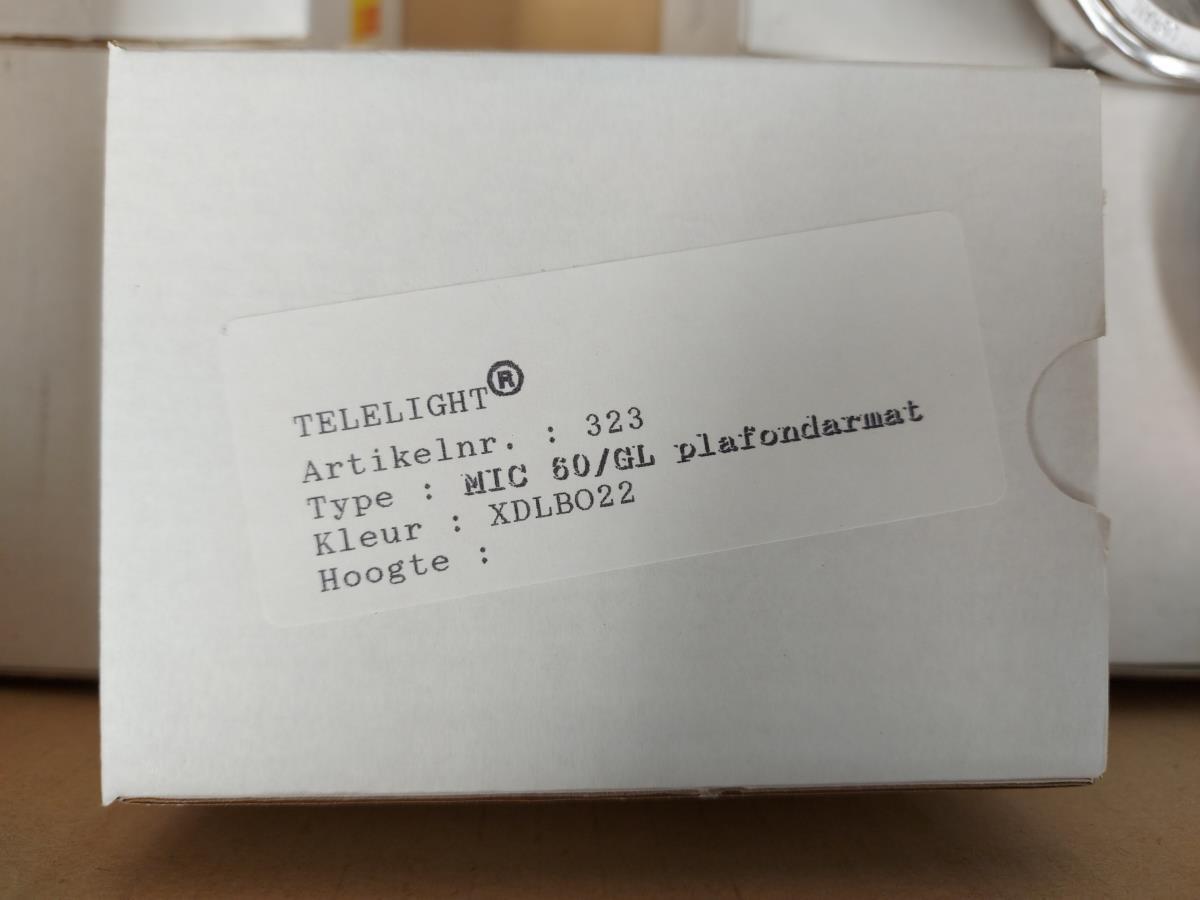 TELELIGHT®
Artikelnr. : 323
Type : MIC 60/GL plafondarmat
Kleur : XDLBO22
Hoogte :